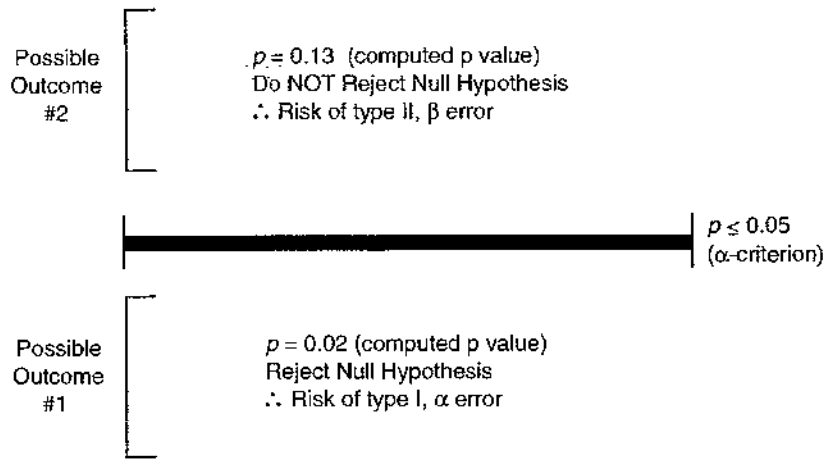 Possible
Outcome
#2
p = 0.13 (computed p value)
Do NOT Reject Null Hypothesis
∴ Risk of type II, β error
p ≤ 0.05
(α-criterion)
Possible
Outcome
#1
p = 0.02 (computed p value)
Reject Null Hypothesis
∴ Risk of type I, α error